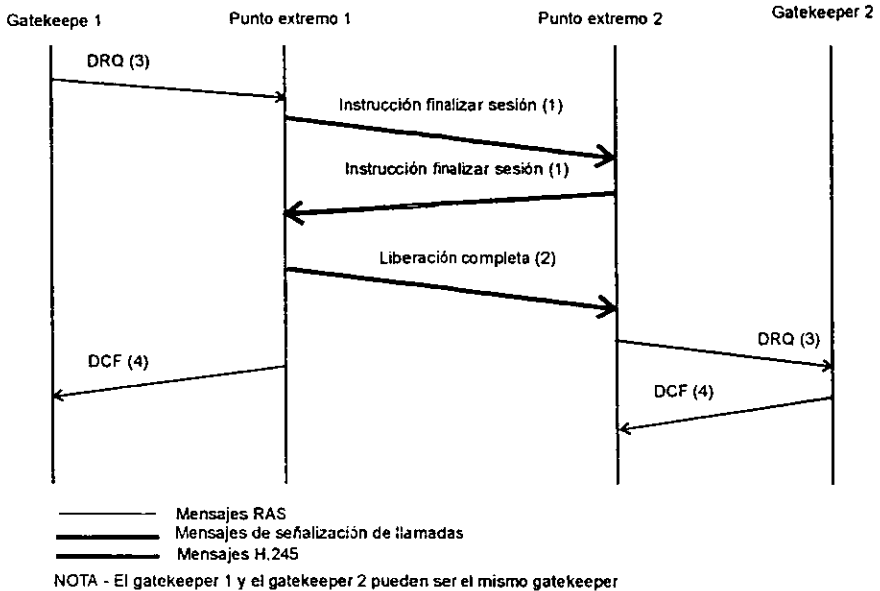 Gatekeepe 1
Punto extremo 1
Punto extremo 2
Gatekeeper 2
DRQ (3)
Instrucción finalizar sesión (1)
Instrucción finalizar sesión (1)
Liberación completa (2)
DRQ (3)
DCF (4)
DCF (4)
Mensajes RAS
Mensajes de señalización de llamadas
Mensajes H.245
NOTA - El gatekeeper 1 y el gatekeeper 2 pueden ser el mismo gatekeeper